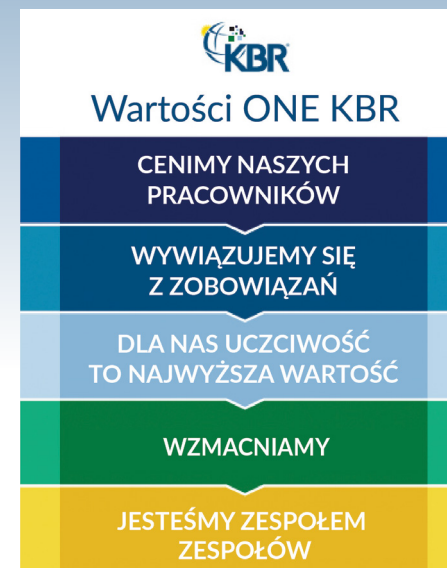 KBR
Wartości ONE KBR
CENIMY NASZYCH
PRACOWNIKÓW
WYWIĄZUJEMY SIĘ
Z ZOBOWIĄZAŃ
DLA NAS UCZCIWOŚĆ
TO NAJWYŻSZA WARTOŚĆ
WZMACNIAMY
JESTEŚMY ZESPOŁEM
ZESPOŁÓW